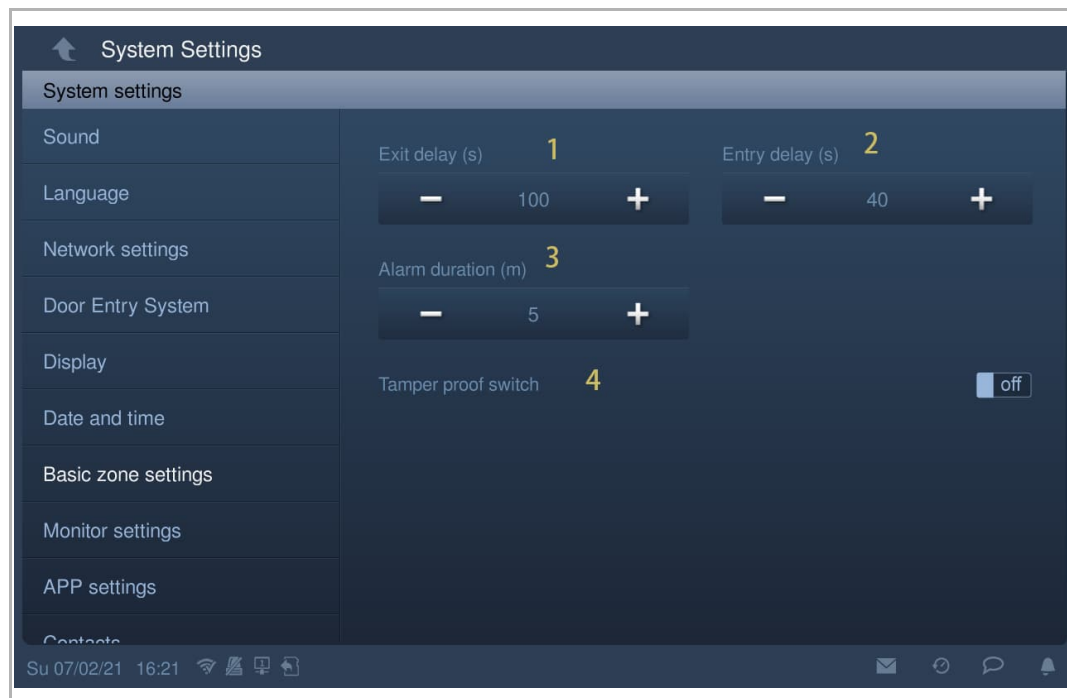 System Settings
System settings
Sound
Language
Network settings
Door Entry System
Display
Date and time
Basic zone settings
Monitor settings
APP settings
Contacts
Exit delay (s) 1
Entry delay (s) 2
− 100 +
− 40 +
Alarm duration (m) 3
− 5 +
Tamper proof switch 4
off
Su 07/02/21 16:21